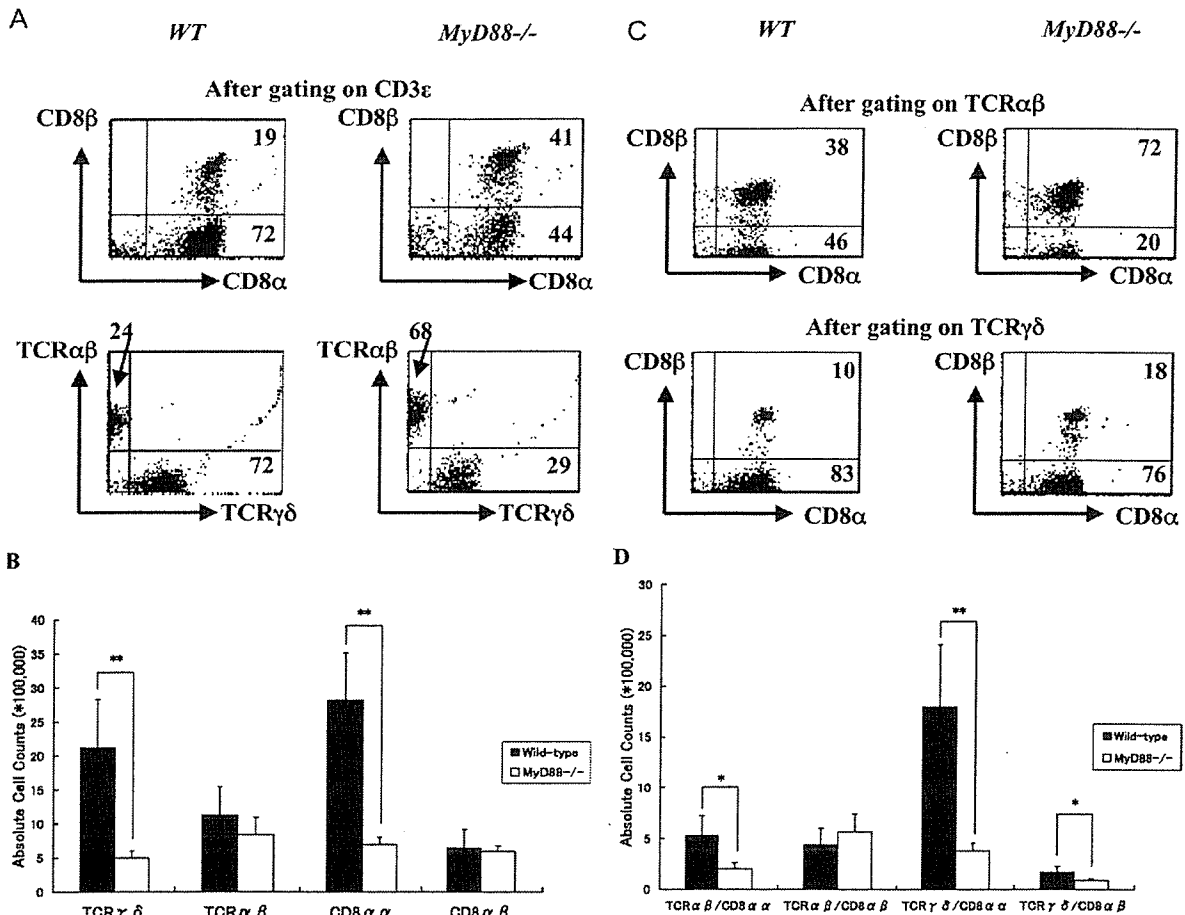 A
WT
MyD88-/-
After gating on CD3ε
CD8β
19
72
CD8α
CD8β
41
44
CD8α
TCRαβ
24
72
TCRγδ
TCRαβ
68
29
TCRγδ
C
WT
MyD88-/-
After gating on TCRαβ
CD8β
38
46
CD8α
CD8β
72
20
CD8α
After gating on TCRγδ
CD8β
10
83
CD8α
CD8β
18
76
CD8α
B
Absolute Cell Counts (*100,000)
40
35
30
25
20
15
10
5
0
**
**
Wild-type
MyD88-/-
TCRγδ
TCRαβ
CD8αα
CD8αβ
D
Absolute Cell Counts (*100,000)
30
25
20
15
10
5
0
*
**
*
Wild-type
MyD88-/-
TCRαβ/CD8αα
TCRαβ/CD8αβ
TCRγδ/CD8αα
TCRγδ/CD8αβ